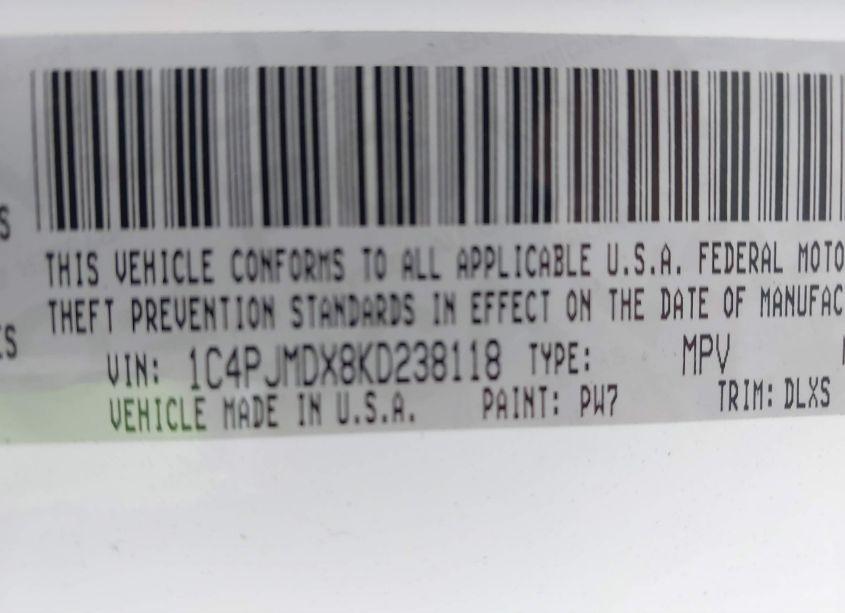 S
THIS VEHICLE CONFORMS TO ALL APPLICABLE U.S.A. FEDERAL MOTO
THEFT PREVENTION STANDARDS IN EFFECT ON THE DATE OF MANUFAC
ES
VIN: 1C4PJMDX8KD238118 TYPE: MPV
VEHICLE MADE IN U.S.A. PAINT: PW7 TRIM: DLXS